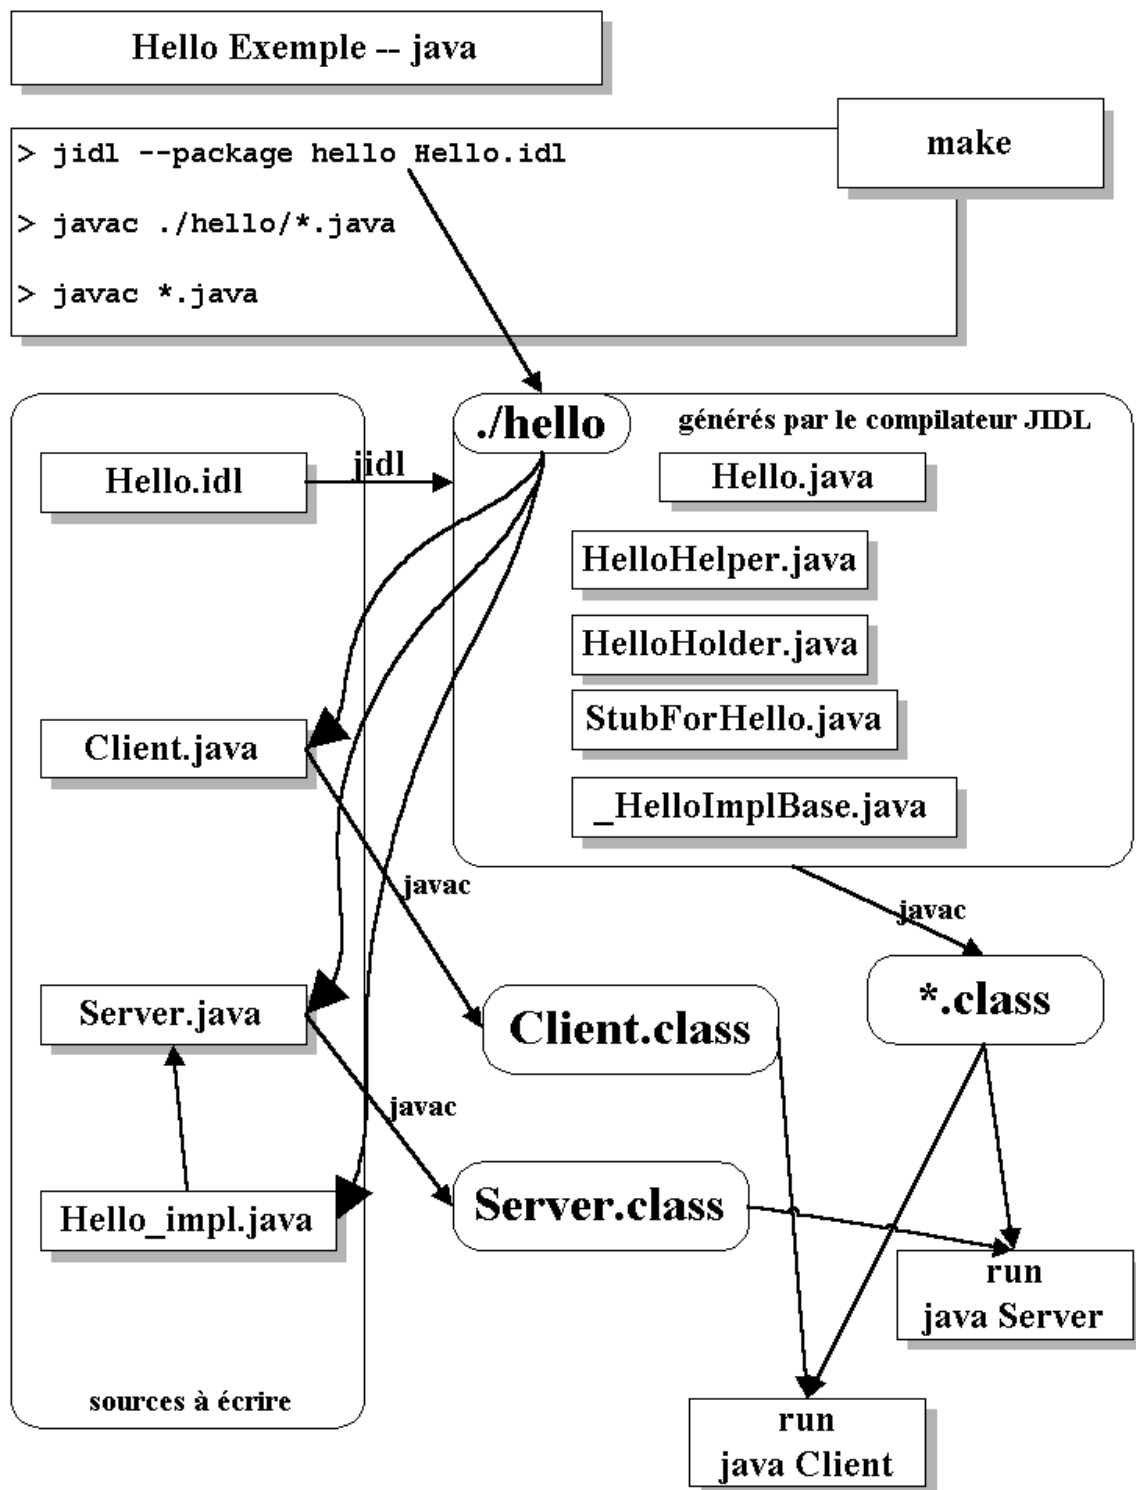 Hello Exemple -- java
make
> jidl --package hello Hello.idl
> javac ./hello/*.java
> javac *.java
./hello
générés par le compilateur JIDL
Hello.idl
jidl
Hello.java
HelloHelper.java
HelloHolder.java
StubForHello.java
Client.java
_HelloImplBase.java
javac
javac
*.class
Server.java
Client.class
javac
Hello_impl.java
Server.class
run
java Server
sources à écrire
run
java Client